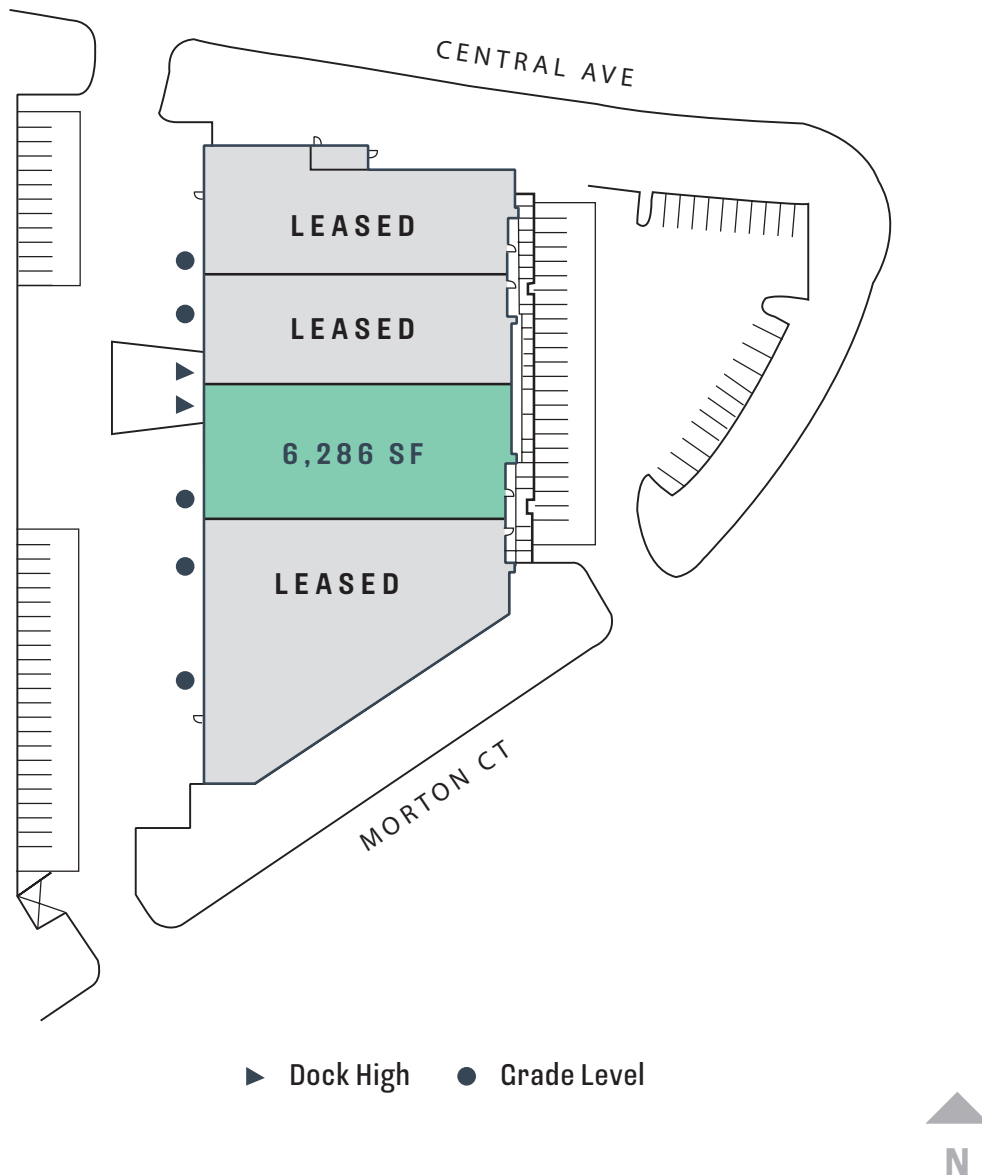 CENTRAL AVE
LEASED
LEASED
6,286 SF
LEASED
MORTON CT
Dock High
Grade Level
N